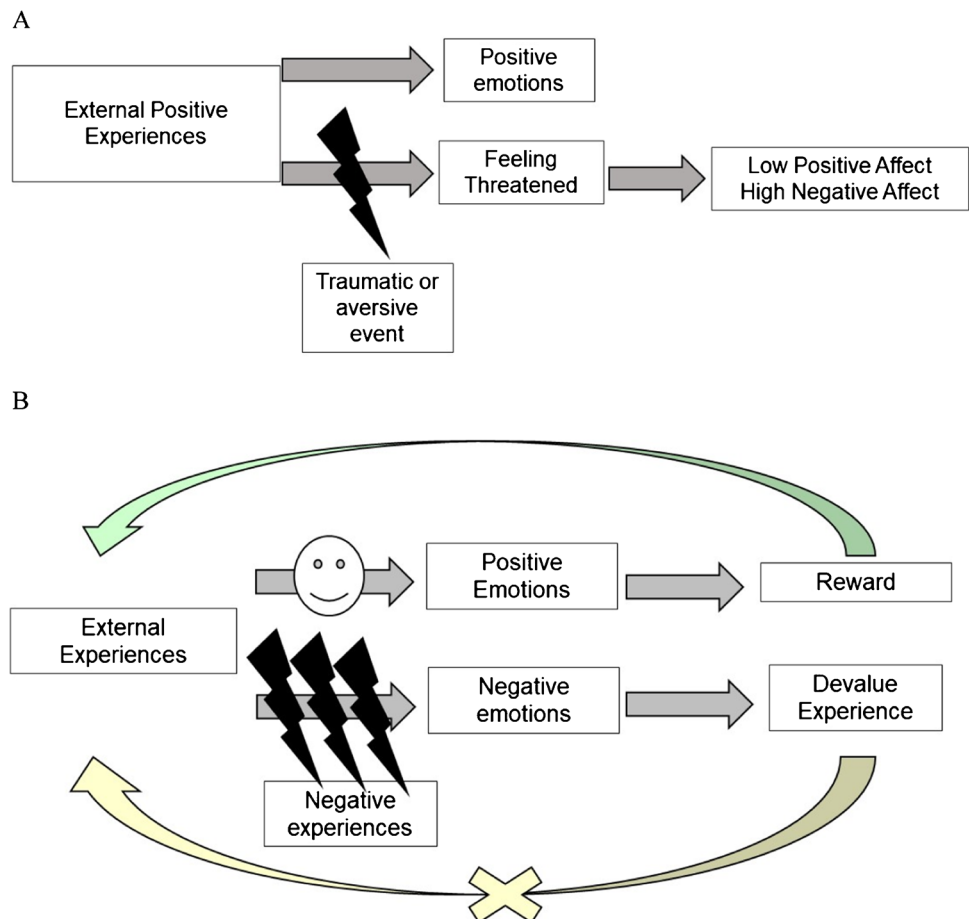 A
Positive
emotions
External Positive
Experiences
Feeling
Threatened
Low Positive Affect
High Negative Affect
Traumatic or
aversive
event
B
Positive
Emotions
Reward
External
Experiences
Negative
emotions
Devalue
Experience
Negative
experiences